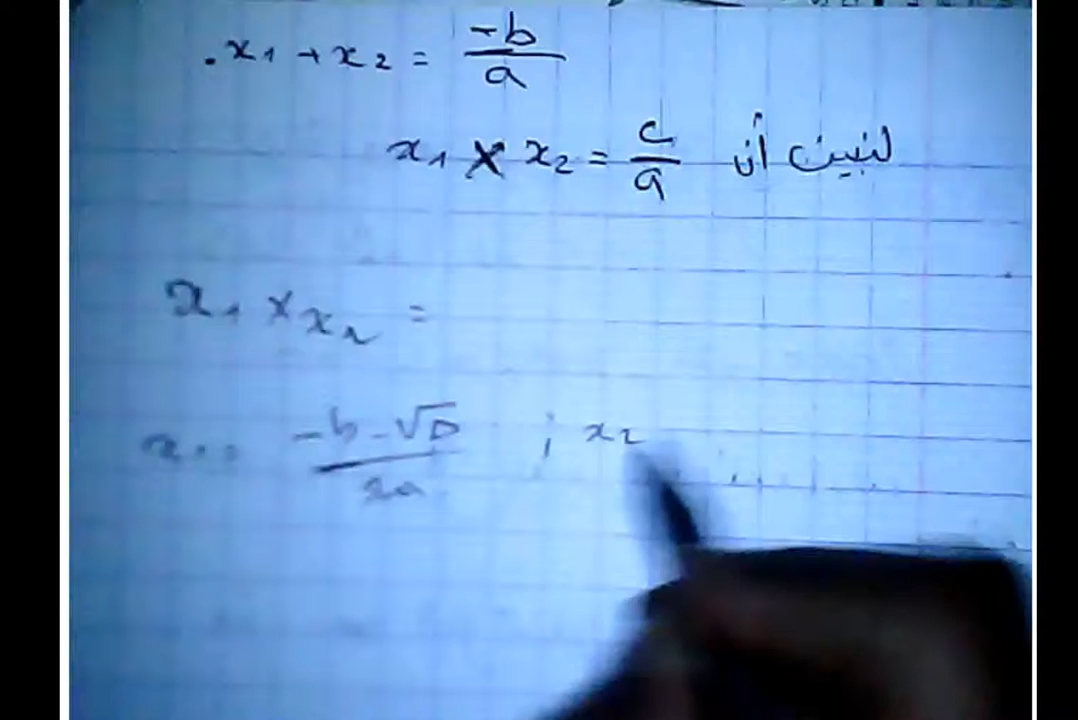 . x₁ + x₂ = -b/a
لنبين أن x₁ × x₂ = c/a
x₁ × x₂ =
x₁ = (-b - √Δ)/2a ; x₂